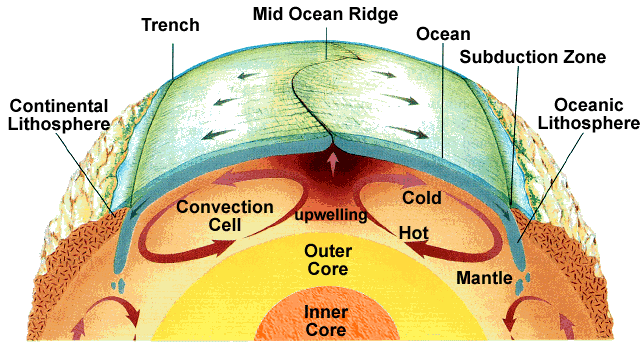 Mid Ocean Ridge
Trench
Ocean
Subduction Zone
Continental
Lithosphere
Oceanic
Lithosphere
Convection
Cell
upwelling
Cold
Hot
Outer
Core
Mantle
Inner
Core